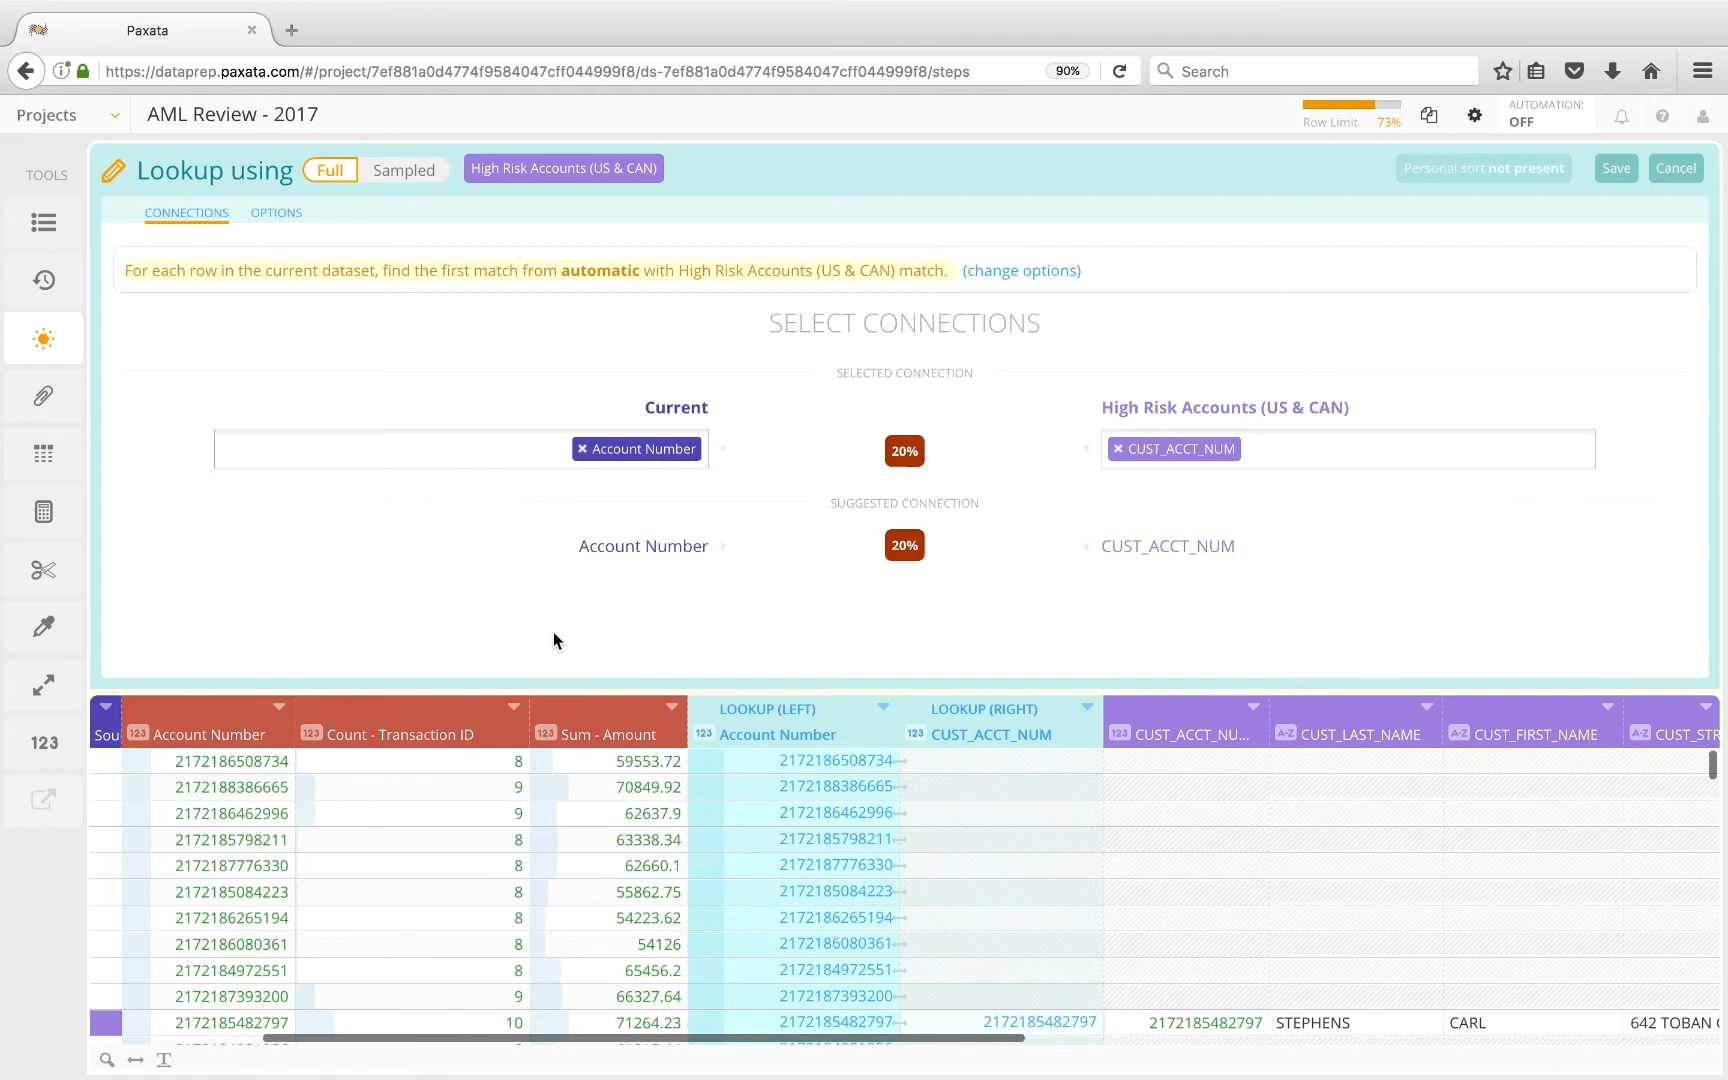 Paxata
https://dataprep.paxata.com/#/project/7ef881a0d4774f9584047cff044999f8/ds-7ef881a0d4774f9584047cff044999f8/steps
90%
Search
Projects
AML Review - 2017
Row Limit 73%
AUTOMATION:
OFF
TOOLS
Lookup using
Full
Sampled
High Risk Accounts (US & CAN)
Personal sort not present
Save
Cancel
CONNECTIONS
OPTIONS
For each row in the current dataset, find the first match from automatic with High Risk Accounts (US & CAN) match. (change options)
SELECT CONNECTIONS
SELECTED CONNECTION
Current
High Risk Accounts (US & CAN)
Account Number
20%
CUST_ACCT_NUM
SUGGESTED CONNECTION
Account Number
20%
CUST_ACCT_NUM
123
LOOKUP (LEFT)
LOOKUP (RIGHT)
Sou
123 Account Number
123 Count - Transaction ID
123 Sum - Amount
123 Account Number
123 CUST_ACCT_NUM
123 CUST_ACCT_NU...
A-Z CUST_LAST_NAME
A-Z CUST_FIRST_NAME
A-Z CUST_STR
2172186508734 8 59553.72 2172186508734
2172188386665 9 70849.92 2172188386665
2172186462996 9 62637.9 2172186462996
2172185798211 8 63338.34 2172185798211
2172187776330 8 62660.1 2172187776330
2172185084223 8 55862.75 2172185084223
2172186265194 8 54223.62 2172186265194
2172186080361 8 54126 2172186080361
2172184972551 8 65456.2 2172184972551
2172187393200 9 66327.64 2172187393200
2172185482797 10 71264.23 2172185482797 2172185482797 2172185482797 STEPHENS CARL 642 TOBAN